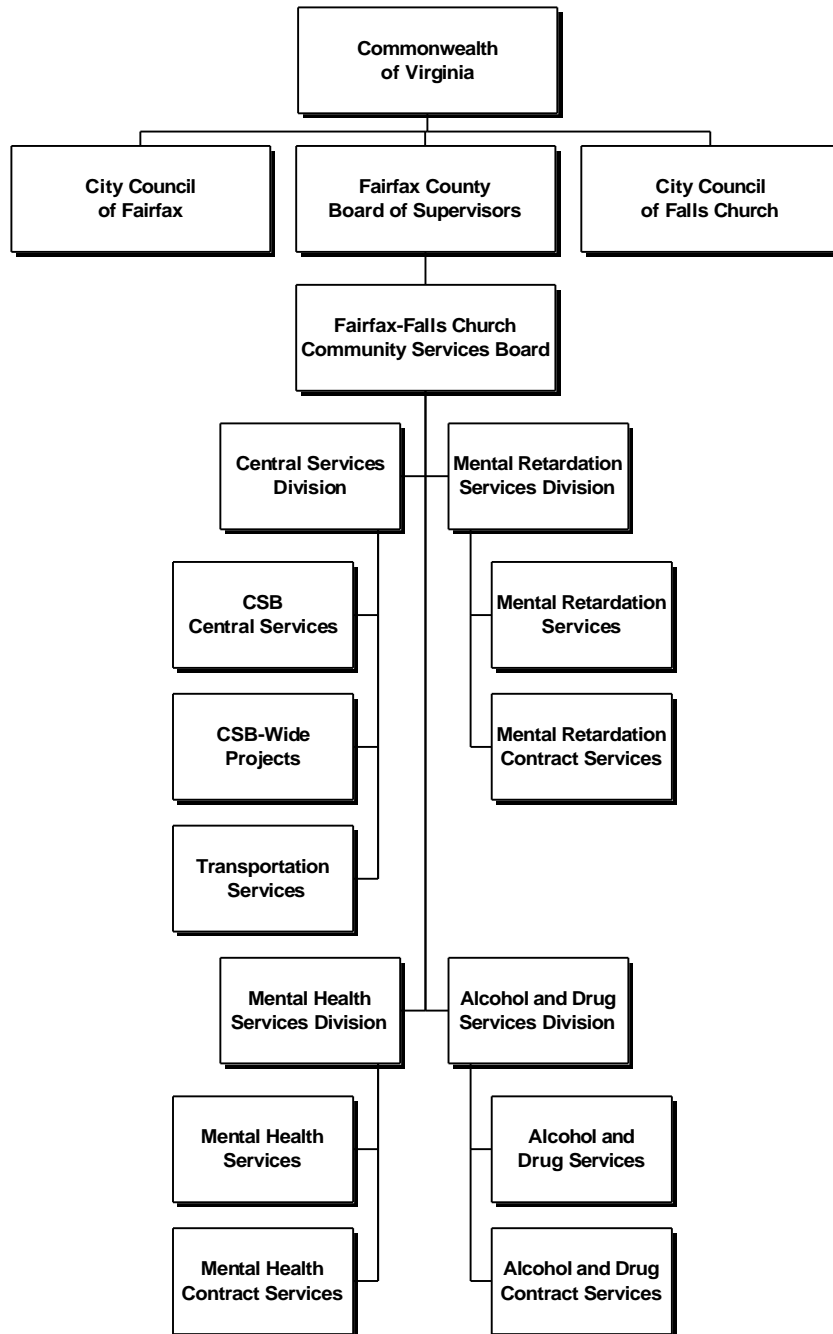 Commonwealth
of Virginia
City Council
of Fairfax
Fairfax County
Board of Supervisors
City Council
of Falls Church
Fairfax-Falls Church
Community Services Board
Central Services
Division
Mental Retardation
Services Division
CSB
Central Services
Mental Retardation
Services
CSB-Wide
Projects
Mental Retardation
Contract Services
Transportation
Services
Mental Health
Services Division
Alcohol and Drug
Services Division
Mental Health
Services
Alcohol and
Drug Services
Mental Health
Contract Services
Alcohol and Drug
Contract Services